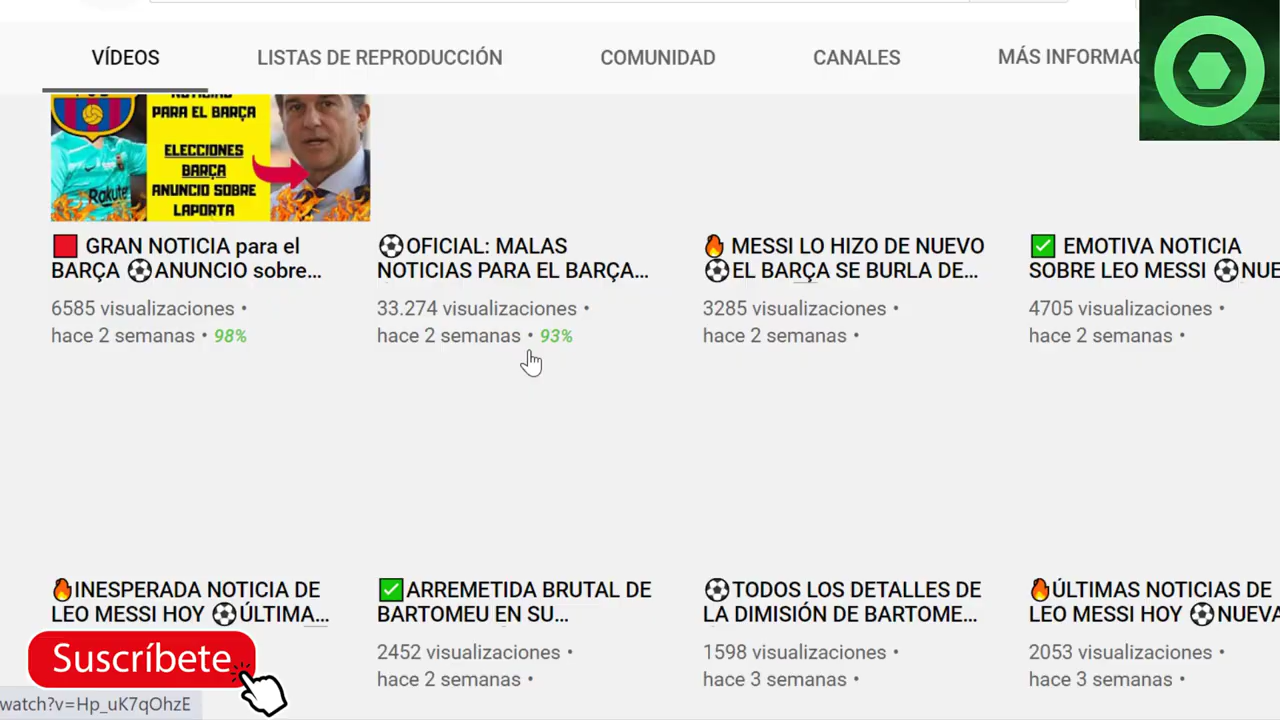 VÍDEOS LISTAS DE REPRODUCCIÓN COMUNIDAD CANALES MÁS
PARA EL BARÇA
ELECCIONES
BARÇA
ANUNCIO SOBRE
LAPORTA
Rakuten
🟥 GRAN NOTICIA para el
BARÇA ⚽ANUNCIO sobre...
6585 visualizaciones •
hace 2 semanas • 98%
⚽OFICIAL: MALAS
NOTICIAS PARA EL BARÇA...
33.274 visualizaciones •
hace 2 semanas • 93%
🔥 MESSI LO HIZO DE NUEVO
⚽EL BARÇA SE BURLA DE...
3285 visualizaciones •
hace 2 semanas •
✅ EMOTIVA NOTICIA
SOBRE LEO MESSI ⚽NUE
4705 visualizaciones •
hace 2 semanas •
🔥INESPERADA NOTICIA DE
LEO MESSI HOY ⚽ÚLTIMA...
✅ARREMETIDA BRUTAL DE
BARTOMEU EN SU...
2452 visualizaciones •
hace 2 semanas •
⚽TODOS LOS DETALLES DE
LA DIMISIÓN DE BARTOME...
1598 visualizaciones •
hace 3 semanas •
🔥ÚLTIMAS NOTICIAS DE
LEO MESSI HOY ⚽NUEVA
2053 visualizaciones •
hace 3 semanas •
Suscríbete
watch?v=Hp_uK7qOhzE